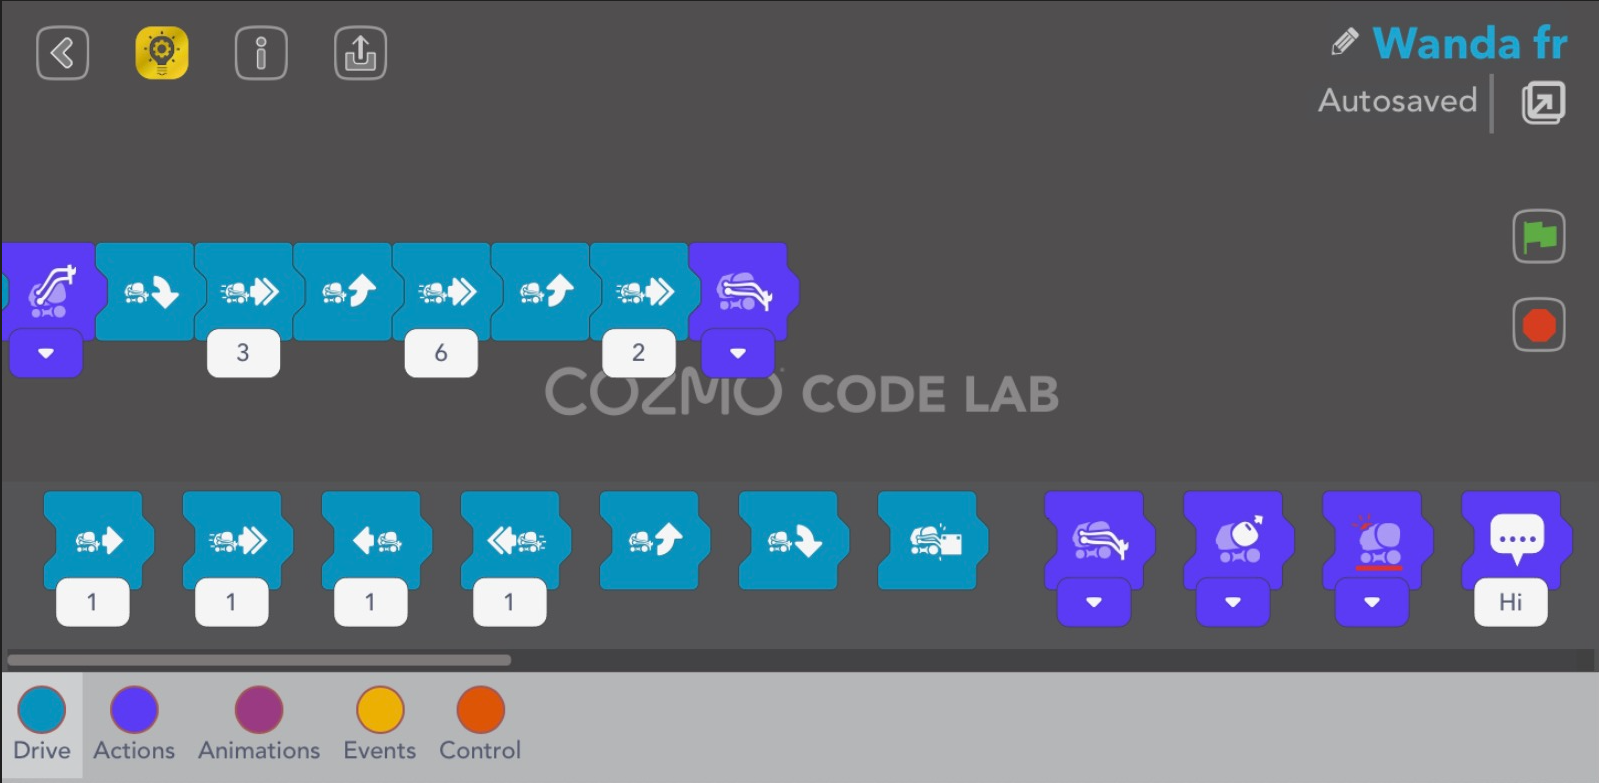 Wanda fr
Autosaved
3 6 2
COZMO CODE LAB
1 1 1 1 Hi
Drive Actions Animations Events Control